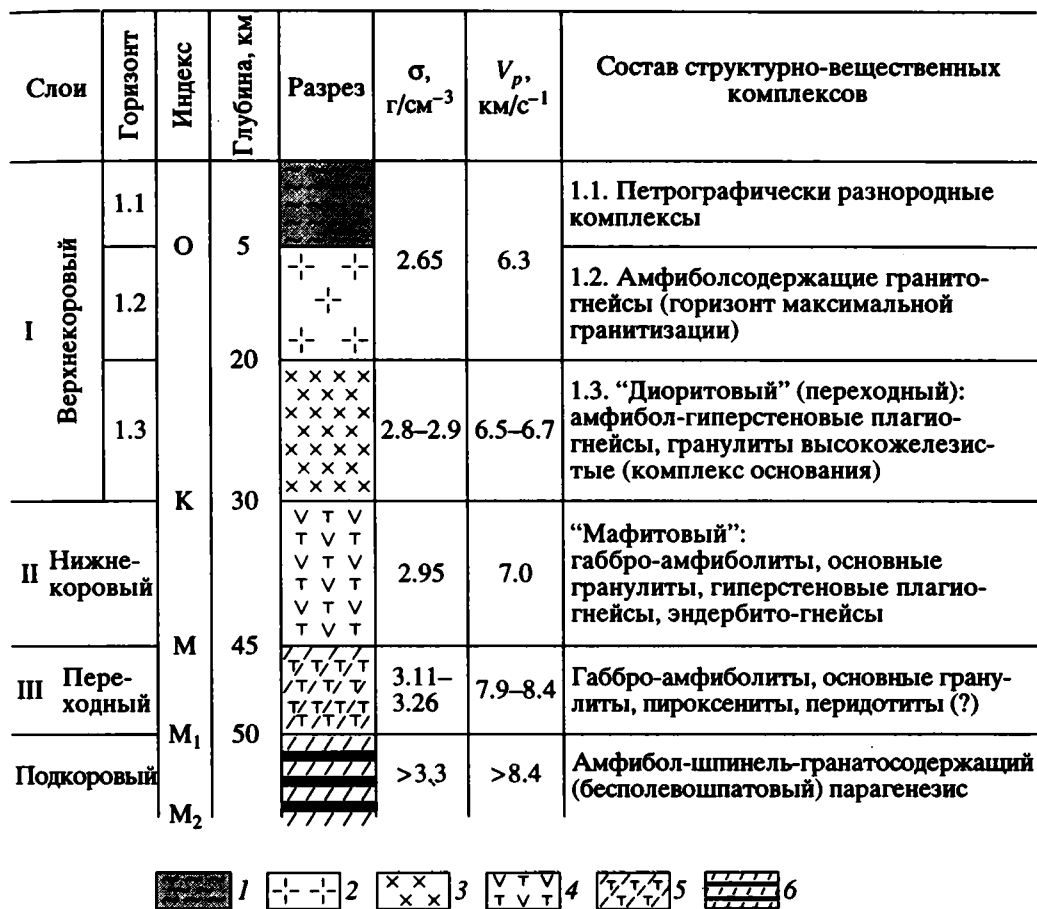 Слои
Горизонт
Индекс
Глубина, км
Разрез
σ,
г/см⁻³
Vp,
км/с⁻¹
Состав структурно-вещественных
комплексов
I
Верхнекоровый
1.1
1.1. Петрографически разнородные
комплексы
О
5
2.65
6.3
1.2
1.2. Амфиболсодержащие гранито-
гнейсы (горизонт максимальной
гранитизации)
20
1.3
2.8–2.9
6.5–6.7
1.3. “Диоритовый” (переходный):
амфибол-гиперстеновые плагио-
гнейсы, гранулиты высокожелезис-
тые (комплекс основания)
К
30
II Нижне-
коровый
2.95
7.0
“Мафитовый”:
габбро-амфиболиты, основные
гранулиты, гиперстеновые плагио-
гнейсы, эндербито-гнейсы
М
45
III Пере-
ходный
3.11–
3.26
7.9–8.4
Габбро-амфиболиты, основные грану-
литы, пироксениты, перидотиты (?)
М₁
50
Подкоровый
>3,3
>8.4
Амфибол-шпинель-гранатосодержащий
(бесполевошпатовый) парагенезис
М₂
1 2 3 4 5 6